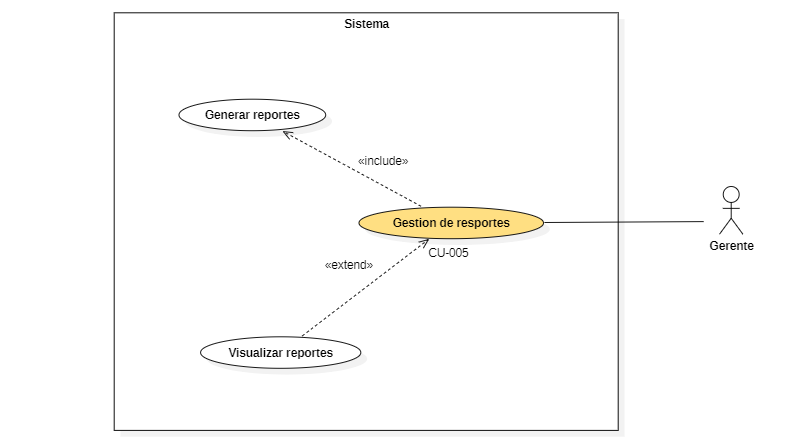 Sistema
Generar reportes
«include»
Gestion de resportes
Gerente
CU-005
«extend»
Visualizar reportes